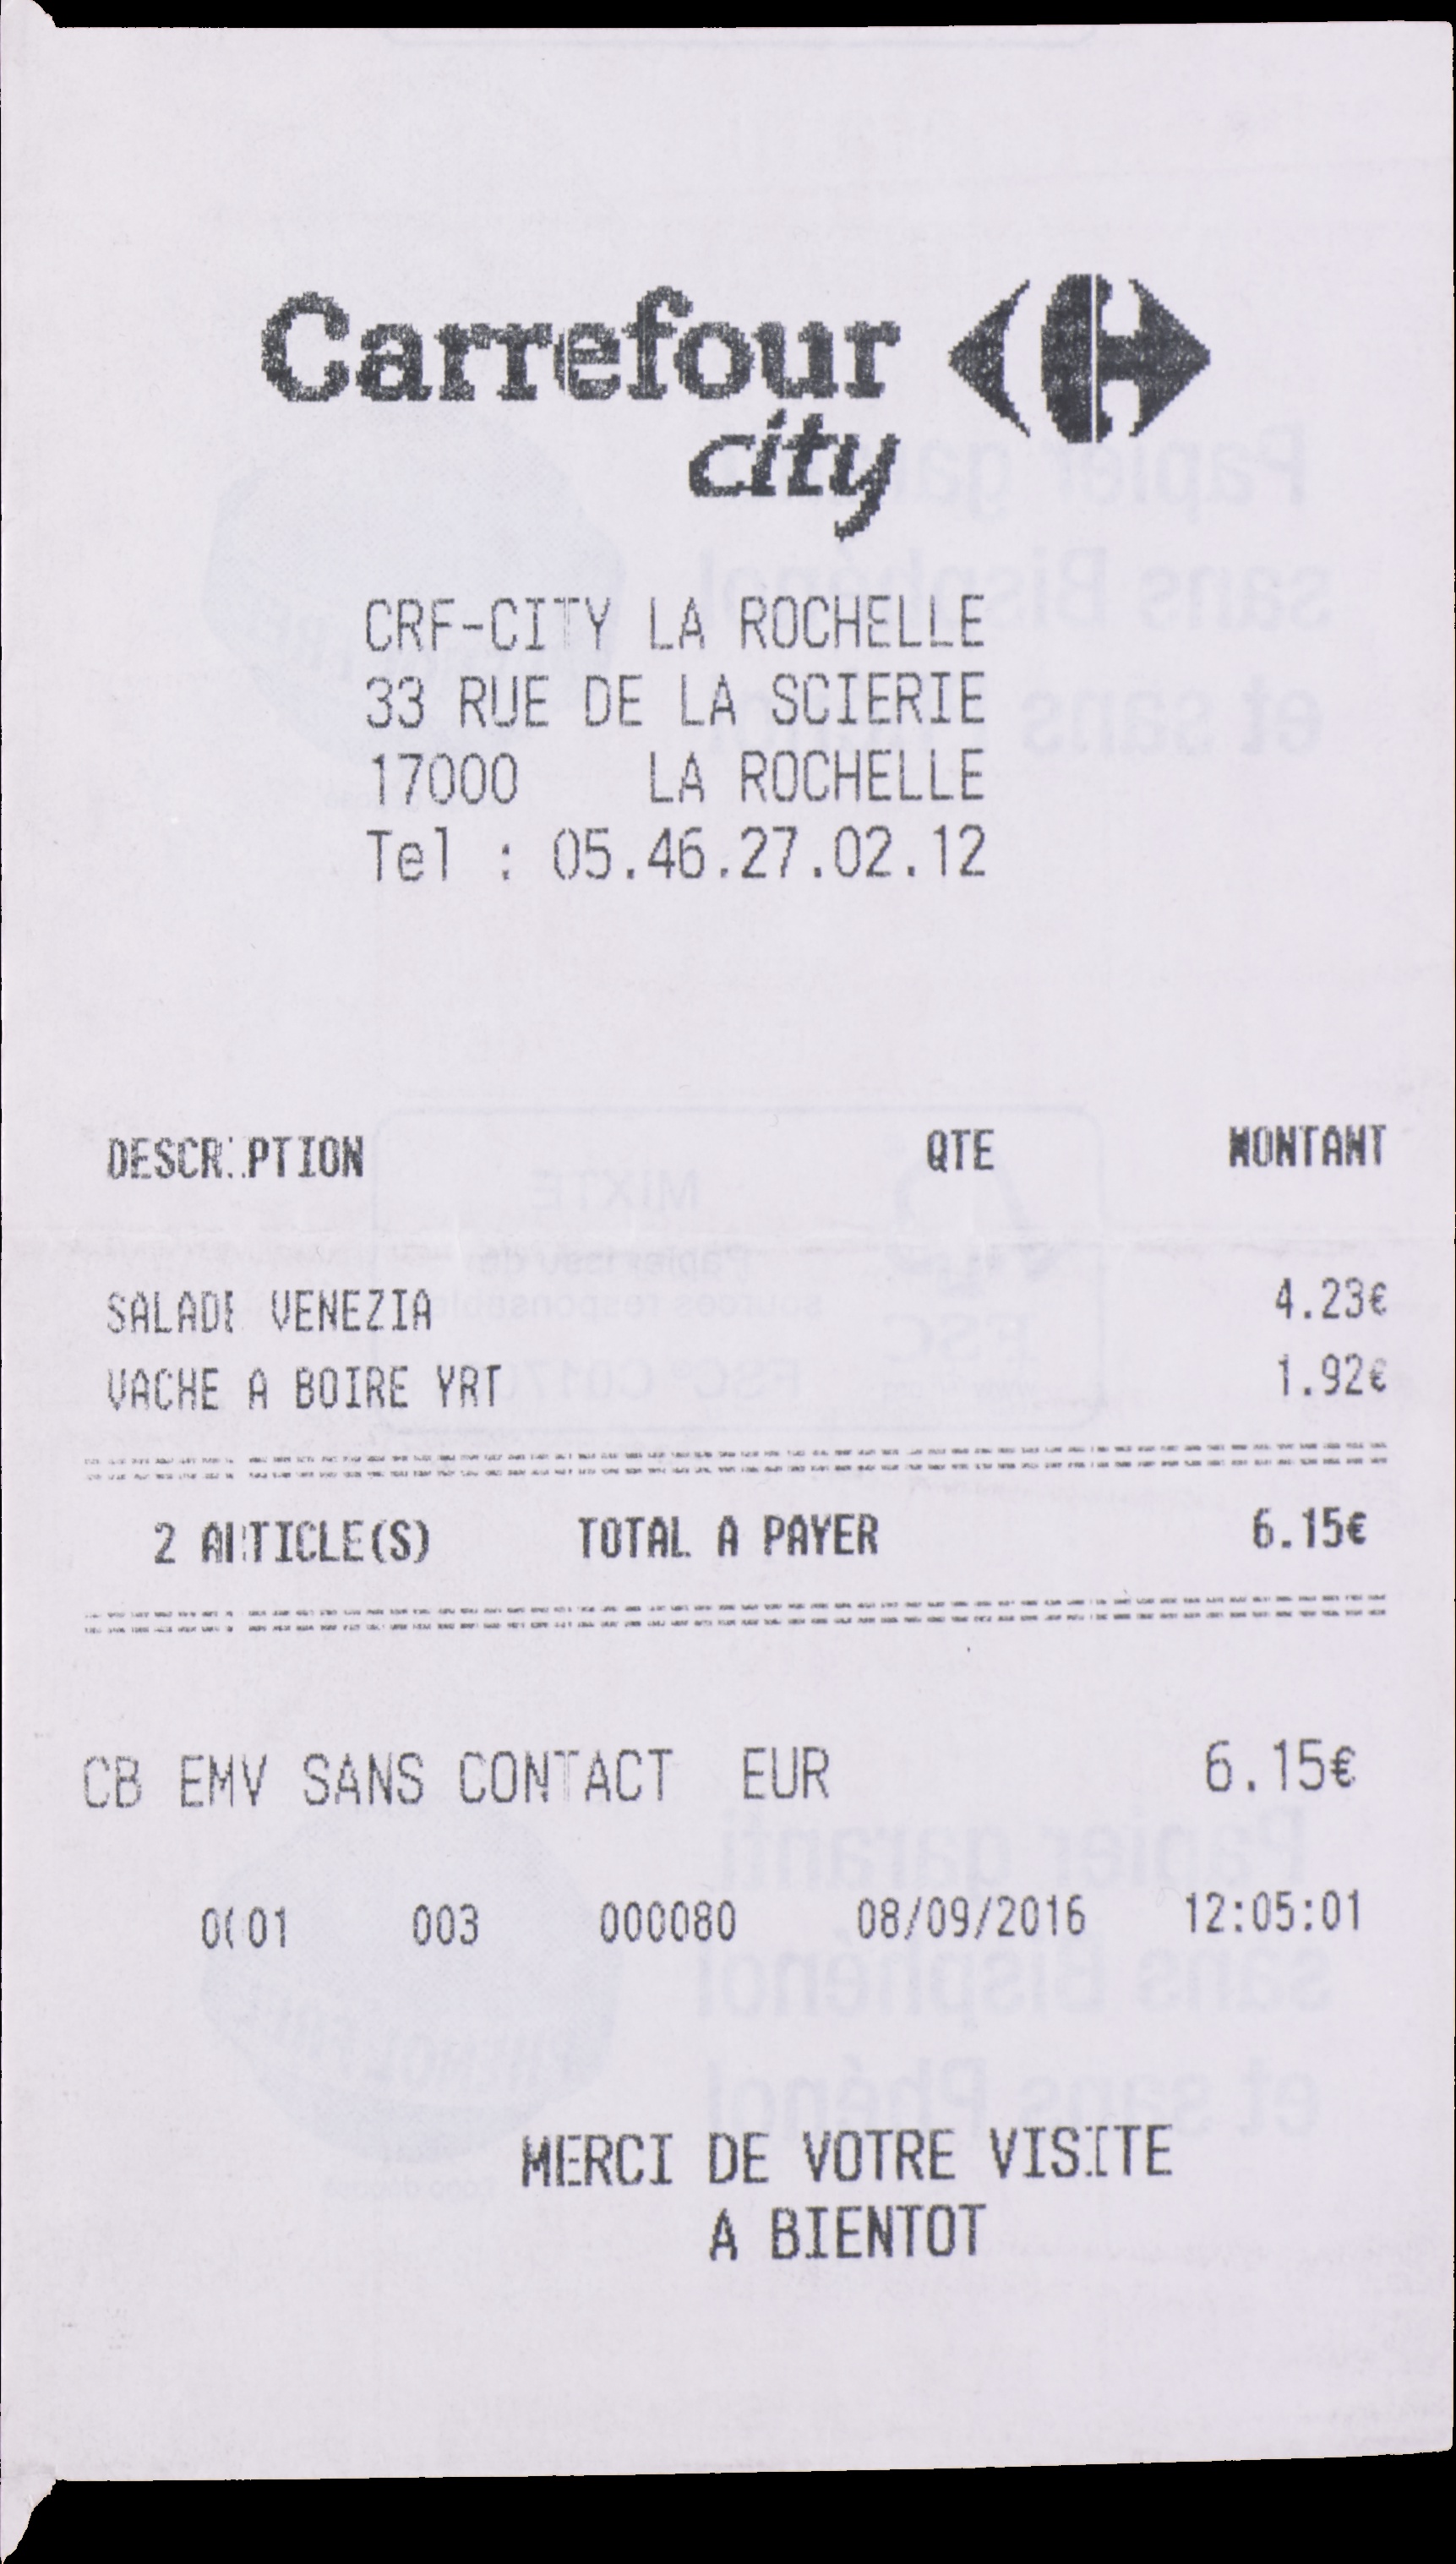 Carrefour
city
CRF-CITY LA ROCHELLE
33 RUE DE LA SCIERIE
17000 LA ROCHELLE
Tel : 05.46.27.02.12
DESCRIPTION QTE MONTANT
SALADE VENEZIA 4.23€
VACHE A BOIRE YRT 1.92€
2 ARTICLE(S) TOTAL A PAYER 6.15€
CB EMV SANS CONTACT EUR 6.15€
0001 003 000080 08/09/2016 12:05:01
MERCI DE VOTRE VISITE
A BIENTOT